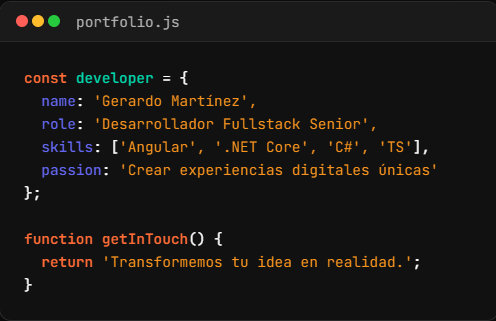 portfolio.js
const developer = {
  name: 'Gerardo Martínez',
  role: 'Desarrollador Fullstack Senior',
  skills: ['Angular', '.NET Core', 'C#', 'TS'],
  passion: 'Crear experiencias digitales únicas'
};
function getInTouch() {
  return 'Transformemos tu idea en realidad.';
}